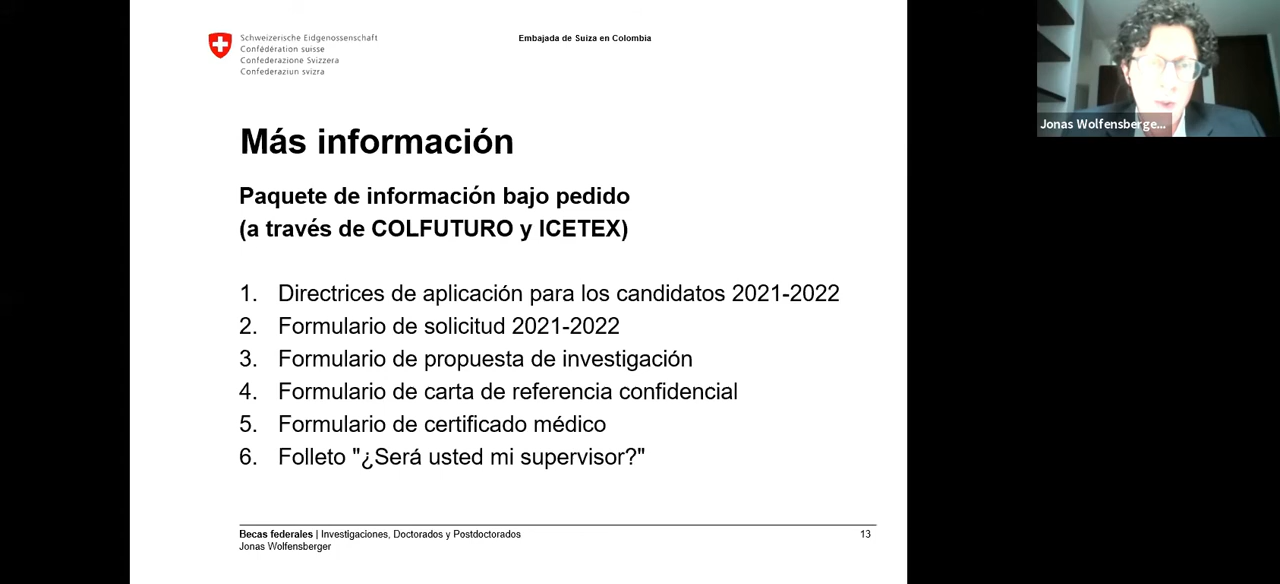 Schweizerische Eidgenossenschaft
Confédération suisse
Confederazione Svizzera
Confederaziun svizra
Embajada de Suiza en Colombia
Jonas Wolfensberge...
Más información
Paquete de información bajo pedido
(a través de COLFUTURO y ICETEX)
1. Directrices de aplicación para los candidatos 2021-2022
2. Formulario de solicitud 2021-2022
3. Formulario de propuesta de investigación
4. Formulario de carta de referencia confidencial
5. Formulario de certificado médico
6. Folleto "¿Será usted mi supervisor?"
Becas federales | Investigaciones, Doctorados y Postdoctorados
Jonas Wolfensberger
13